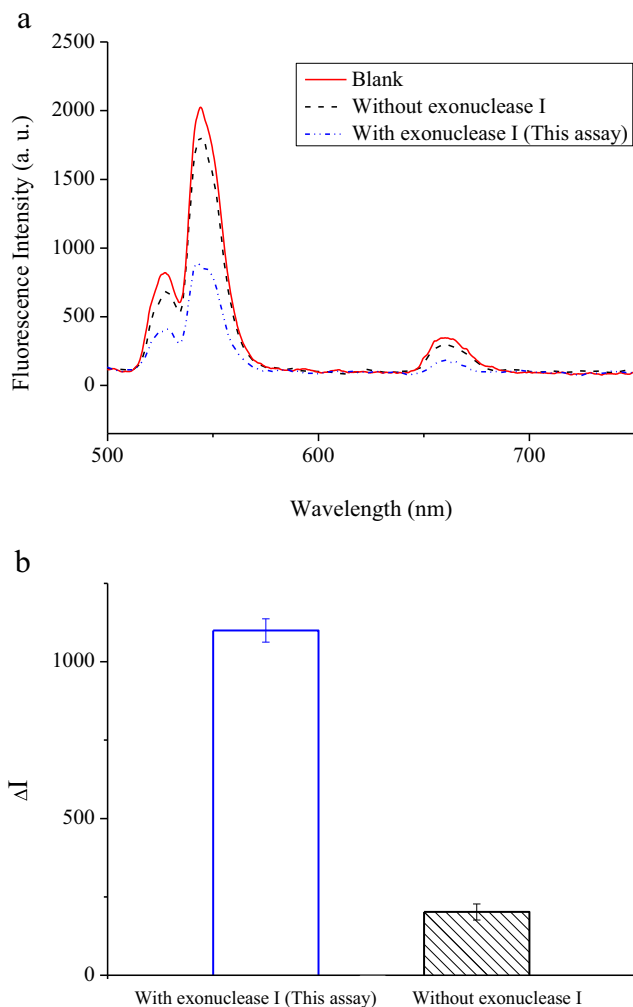 a
2500
2000
1500
1000
500
0
Fluorescence Intensity (a. u.)
Blank
Without exonuclease I
With exonuclease I (This assay)
500
600
700
Wavelength (nm)
b
1000
500
0
ΔI
With exonuclease I (This assay)
Without exonuclease I